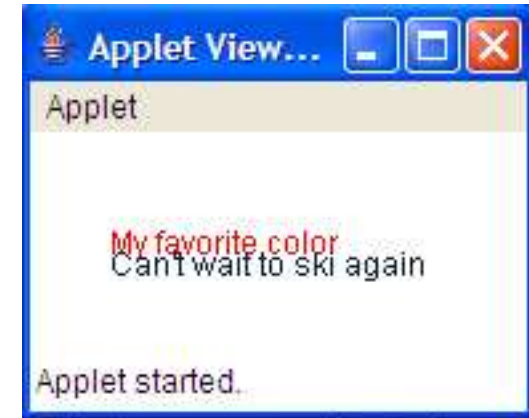 Applet View...
Applet
My favorite color
Can't wait to ski again
Applet started.